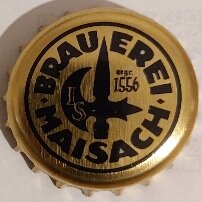 BRAUEREI
gegr.
1556
I S
MAISACH